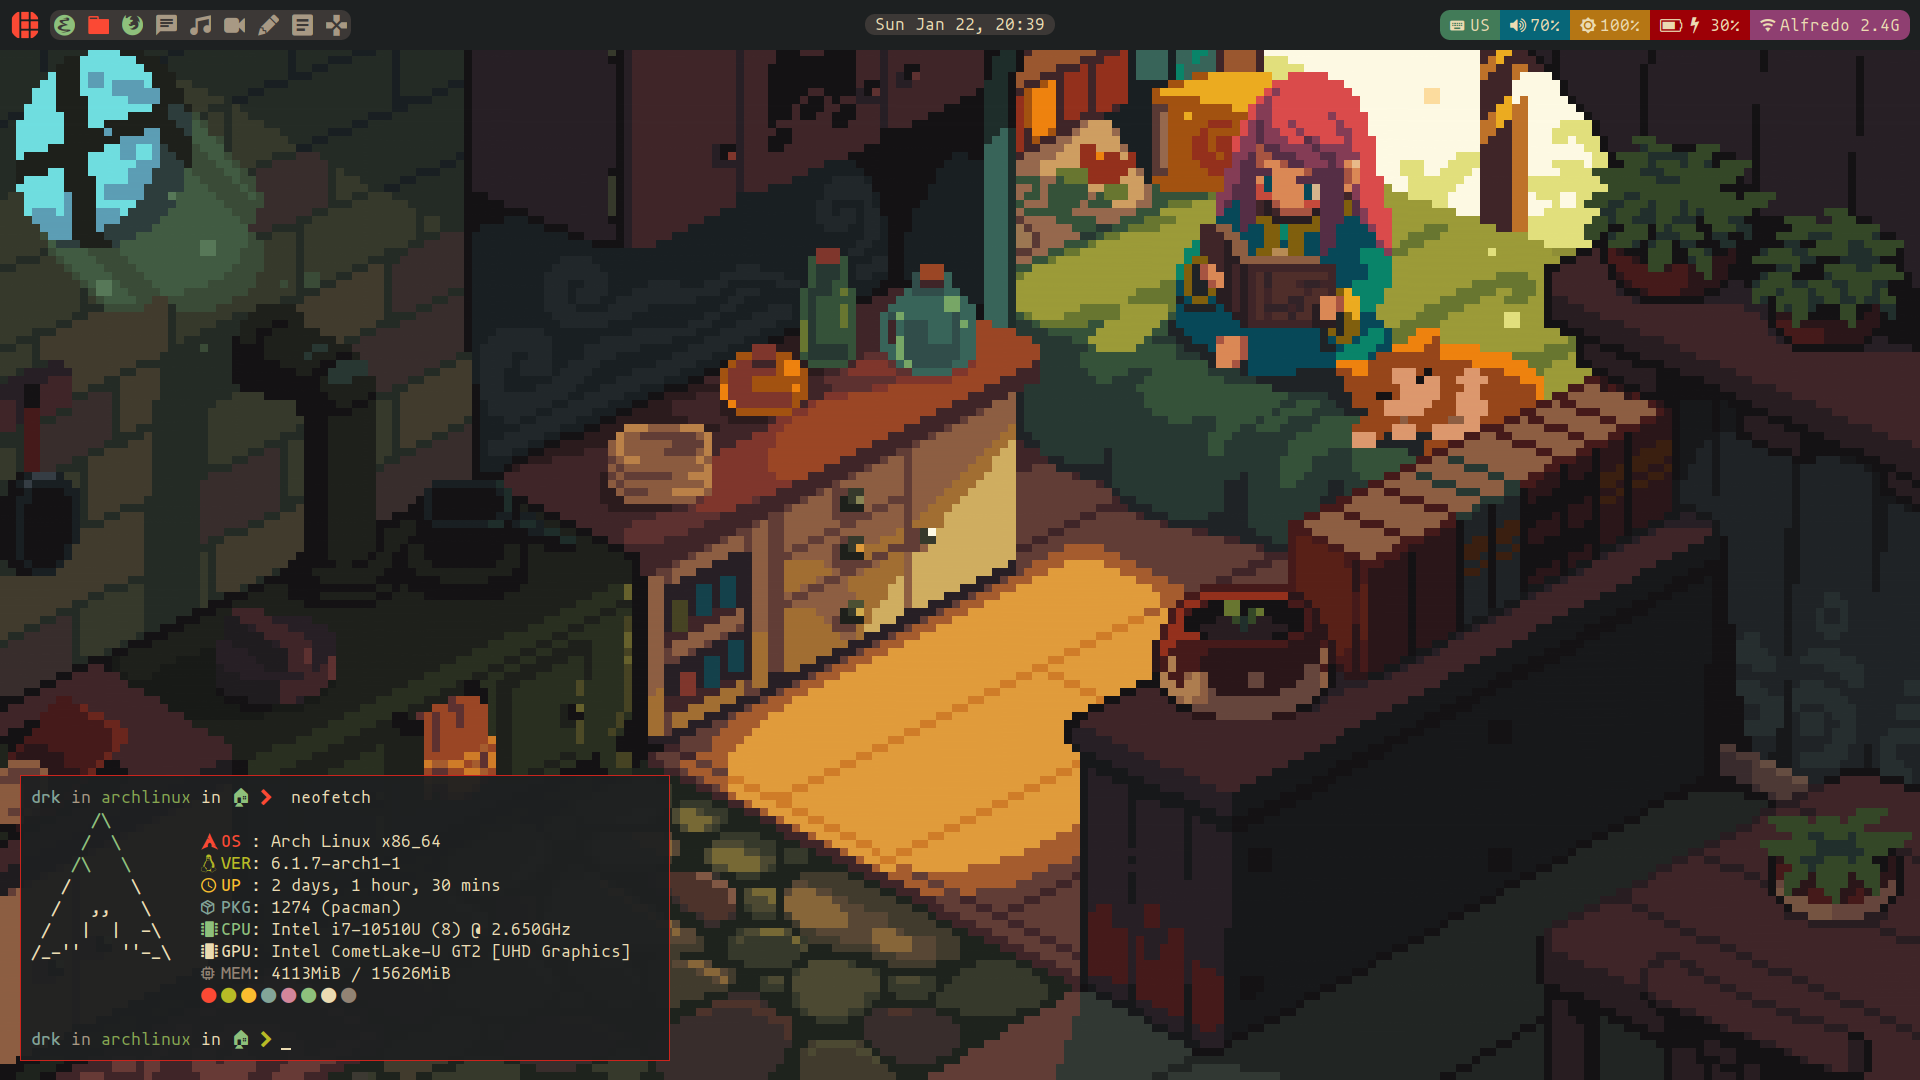 Sun Jan 22, 20:39
US 70% 100% 30% Alfredo 2.4G
drk in archlinux in neofetch
/\
/ \
/\ \
/ \
/ ,, \
/ | | -\
/_-'' ''-_\
OS : Arch Linux x86_64
VER: 6.1.7-arch1-1
UP : 2 days, 1 hour, 30 mins
PKG: 1274 (pacman)
CPU: Intel i7-10510U (8) @ 2.650GHz
GPU: Intel CometLake-U GT2 [UHD Graphics]
MEM: 4113MiB / 15626MiB
drk in archlinux in _